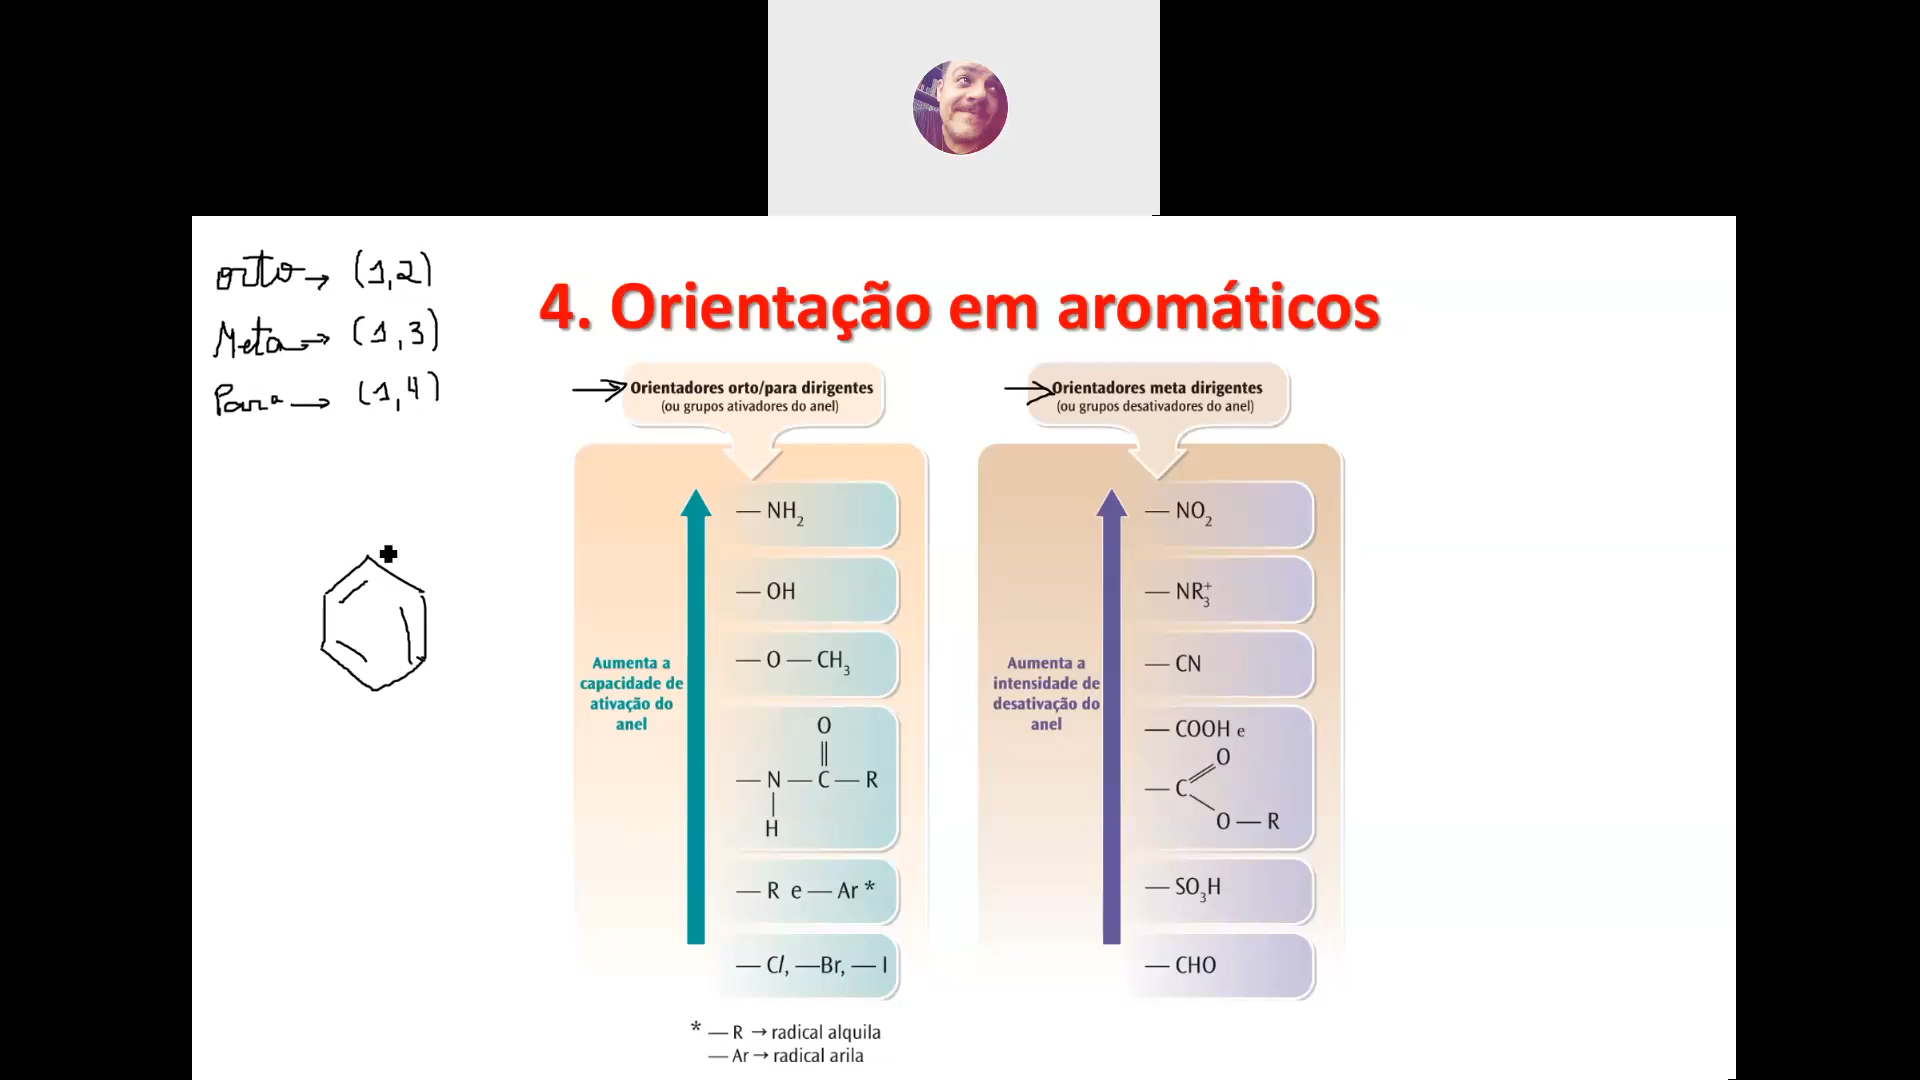 orto → (1,2)
Meta → (1,3)
Para → (1,4)
4. Orientação em aromáticos
Orientadores orto/para dirigentes
(ou grupos ativadores do anel)
Aumenta a
capacidade de
ativação do
anel
— NH₂
— OH
— O — CH₃
O
||
— N — C — R
|
H
— R e — Ar *
— Cl, —Br, — I
* — R → radical alquila
— Ar → radical arila
Orientadores meta dirigentes
(ou grupos desativadores do anel)
Aumenta a
intensidade de
desativação do
anel
— NO₂
— NR₃⁺
— CN
— COOH e
O
— C
O — R
— SO₃H
— CHO